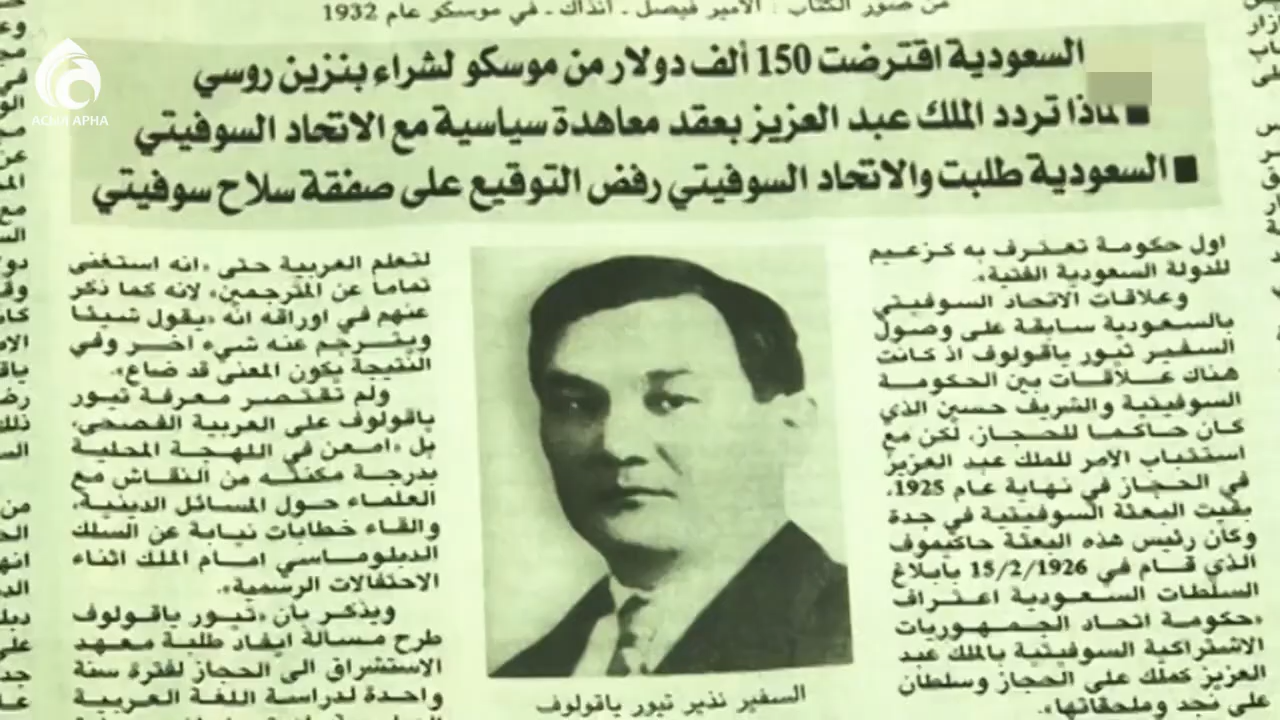 من صور الكتاب : الامير فيصل ـ آنذاك ـ في موسكو عام 1932
АСЫЛ АРНА
السعودية اقترضت 150 ألف دولار من موسكو لشراء بنزين روسي
■ لماذا تردد الملك عبد العزيز بعقد معاهدة سياسية مع الاتحاد السوفيتي
■ السعودية طلبت والاتحاد السوفيتي رفض التوقيع على صفقة سلاح سوفيتي
اول حكومة تعترف به كزعيم
للدولة السعودية الفتية».
وعلاقات الاتحاد السوفييتي
بالسعودية سابقة على وصول
السفير تيور ياقولوف اذ كانت
هناك علاقات بين الحكومة
السوفيتية والشريف حسين الذي
كان حاكما للحجاز، لكن مع
استتباب الامر للملك عبد العزيز
في الحجاز في نهاية عام 1925،
بقيت البعثة السوفيتية في جدة
وكان رئيس هذه البعثة حاكيموف
الذي قام في 15/2/1926 بابلاغ
السلطات السعودية اعتراف
«حكومة اتحاد الجمهوريات
الاشتراكية السوفيتية بالملك عبد
العزيز كملك على الحجاز وسلطان
على نجد وملحقاتها».
السفير نذير تيور ياقولوف
لتعلم العربية حتى «انه استغنى
تماما عن المترجمين» لانه كما ذكر
عنهم في اوراقه انه «يقول شيئا
ويترجم عنه شيء اخر وفي
النتيجة يكون المعنى قد ضاع».
ولم تقتصر معرفة تيور
ياقولوف على العربية الفصحى،
بل «امعن في اللهجة المحلية
بدرجة مكنته من النقاش مع
العلماء حول المسائل الدينية،
والقاء خطابات نيابة عن السلك
الدبلوماسي امام الملك اثناء
الاحتفالات الرسمية».
ويذكر بان «تيور ياقولوف
طرح مسالة ايفاد طلبة معهد
الاستشراق الى الحجاز لفترة سنة
واحدة لدراسة اللغة العربية